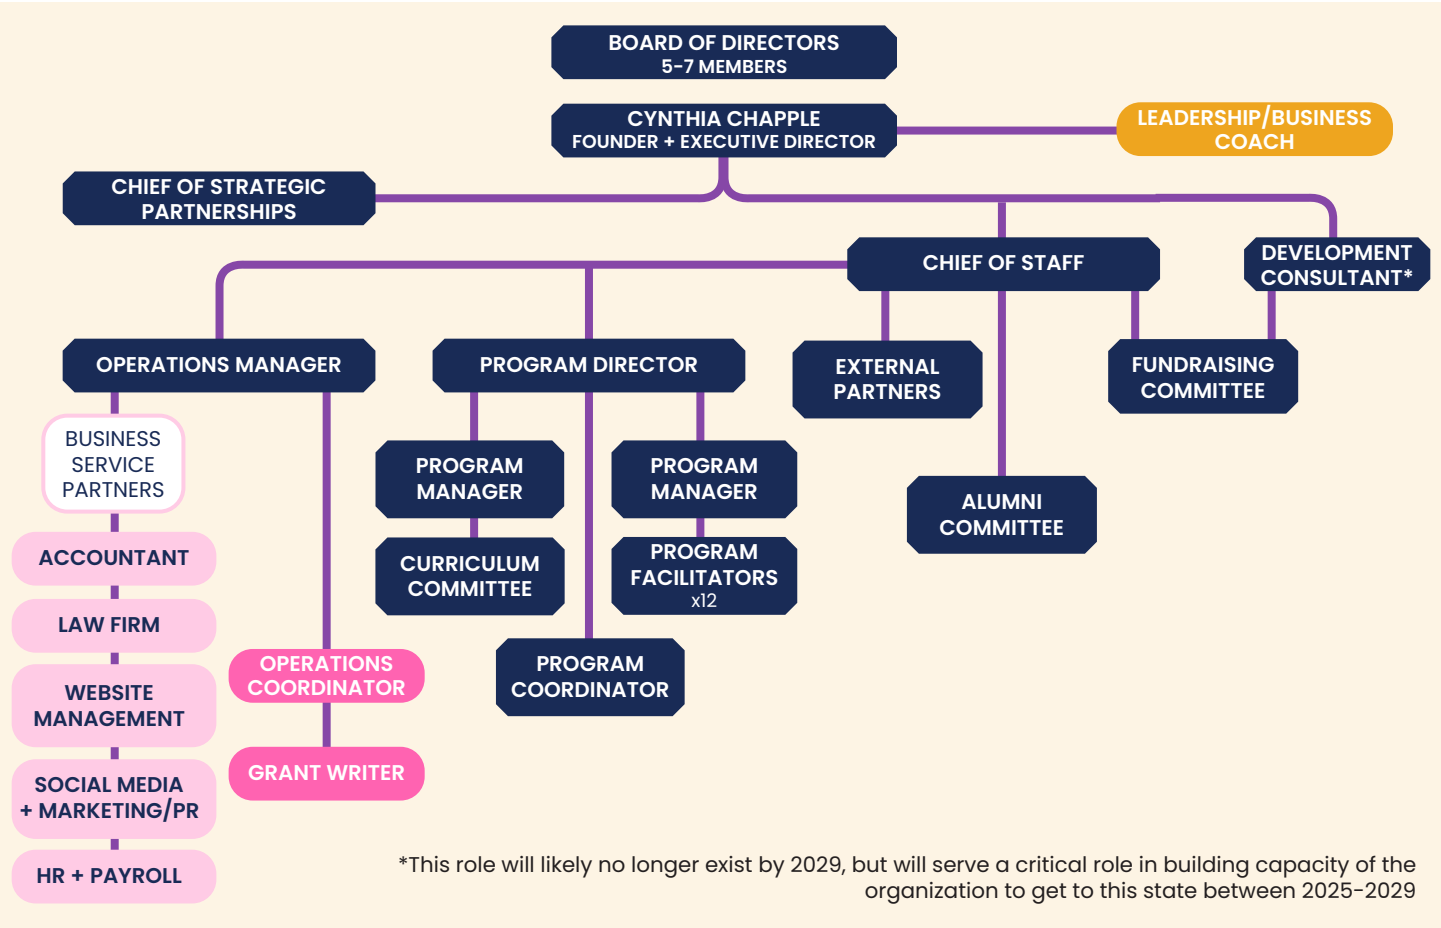 BOARD OF DIRECTORS
5-7 MEMBERS
CYNTHIA CHAPPLE
FOUNDER + EXECUTIVE DIRECTOR
LEADERSHIP/BUSINESS
COACH
CHIEF OF STRATEGIC
PARTNERSHIPS
CHIEF OF STAFF
DEVELOPMENT
CONSULTANT*
OPERATIONS MANAGER
PROGRAM DIRECTOR
EXTERNAL
PARTNERS
FUNDRAISING
COMMITTEE
BUSINESS
SERVICE
PARTNERS
PROGRAM
MANAGER
PROGRAM
MANAGER
ALUMNI
COMMITTEE
ACCOUNTANT
CURRICULUM
COMMITTEE
PROGRAM
FACILITATORS
x12
LAW FIRM
OPERATIONS
COORDINATOR
PROGRAM
COORDINATOR
WEBSITE
MANAGEMENT
GRANT WRITER
SOCIAL MEDIA
+ MARKETING/PR
HR + PAYROLL
*This role will likely no longer exist by 2029, but will serve a critical role in building capacity of the
organization to get to this state between 2025-2029